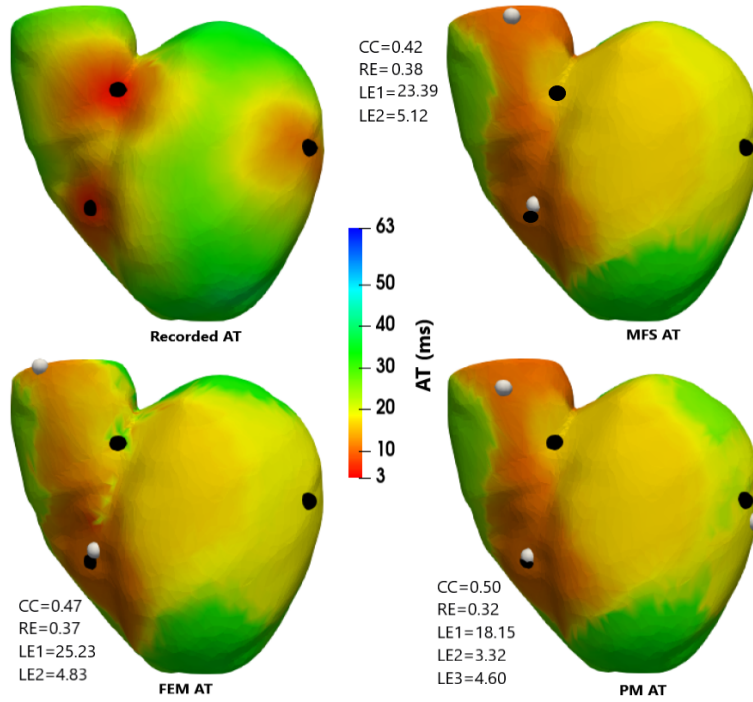 CC=0.42
RE=0.38
LE1=23.39
LE2=5.12
Recorded AT
MFS AT
63
50
40
30
20
10
3
AT (ms)
CC=0.47
RE=0.37
LE1=25.23
LE2=4.83
FEM AT
CC=0.50
RE=0.32
LE1=18.15
LE2=3.32
LE3=4.60
PM AT